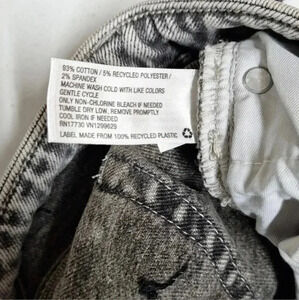 93% COTTON / 5% RECYCLED POLYESTER /
2% SPANDEX
MACHINE WASH COLD WITH LIKE COLORS
GENTLE CYCLE
ONLY NON-CHLORINE BLEACH IF NEEDED
TUMBLE DRY LOW, REMOVE PROMPTLY
COOL IRON IF NEEDED
RN17730 VN1299629
LABEL MADE FROM 100% RECYCLED PLASTIC